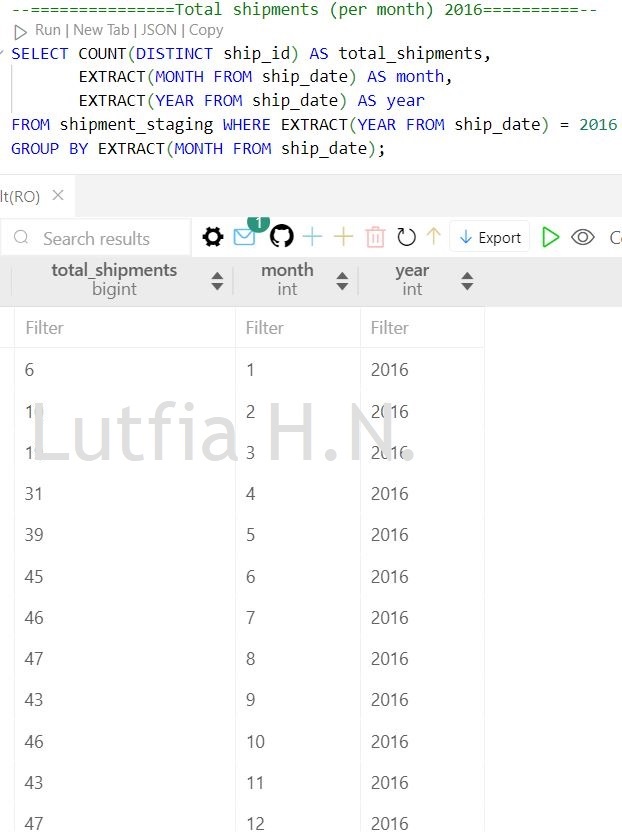 --===============Total shipments (per month) 2016==========--
Run | New Tab | JSON | Copy
SELECT COUNT(DISTINCT ship_id) AS total_shipments,
EXTRACT(MONTH FROM ship_date) AS month,
EXTRACT(YEAR FROM ship_date) AS year
FROM shipment_staging WHERE EXTRACT(YEAR FROM ship_date) = 2016
GROUP BY EXTRACT(MONTH FROM ship_date);
lt(RO)
Search results 1 Export
total_shipments month year
bigint int int
Filter Filter Filter
6 1 2016
2 2016
3 2016
Lutfia H.N.
31 4 2016
39 5 2016
45 6 2016
46 7 2016
47 8 2016
43 9 2016
46 10 2016
43 11 2016
47 12 2016